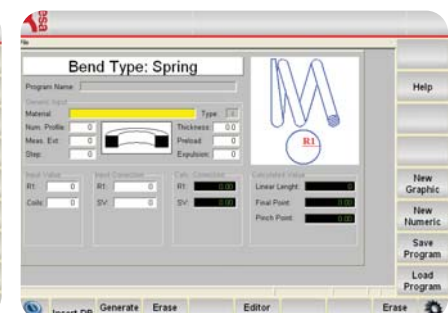 esa
File
Bend Type: Spring
Program Name:
Generic Input
Material
Type
Num. Profile: 0
Thickness: 0.0
Meas. Ext: 0
Preload: 0
Step: 0
Expulsion: 0
R1
Input Value
R1: 0
Coils: 0
Input Correction
R1: 0
SV: 0
Calc. Correction
R1: 0.00
SV: 0.00
Calculated Value
Linear Lenght: 0
Final Point: 0.00
Pinch Point: 0.00
Help
New Graphic
New Numeric
Save Program
Load Program
Insert DB
Generate
Erase
Editor
Erase